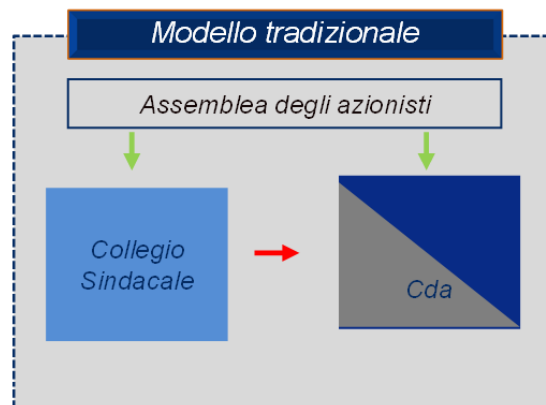 Modello tradizionale
Assemblea degli azionisti
Collegio
Sindacale
Cda